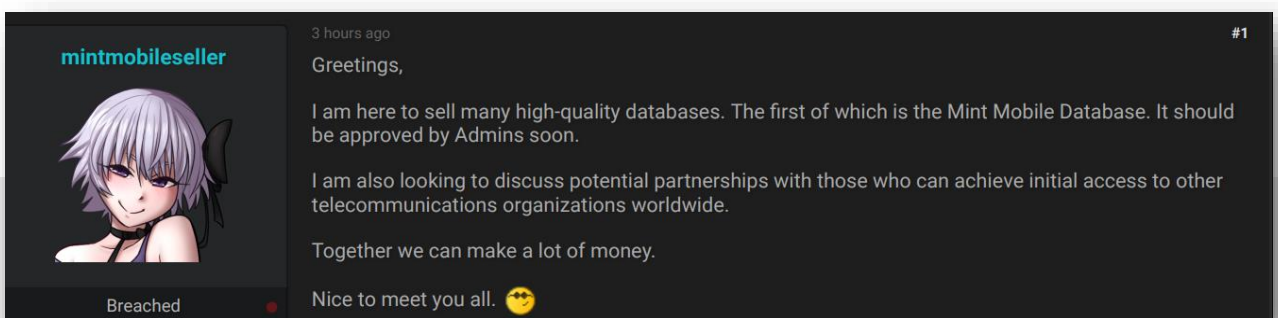 mintmobileseller
Breached
3 hours ago
#1
Greetings,
I am here to sell many high-quality databases. The first of which is the Mint Mobile Database. It should
be approved by Admins soon.
I am also looking to discuss potential partnerships with those who can achieve initial access to other
telecommunications organizations worldwide.
Together we can make a lot of money.
Nice to meet you all.